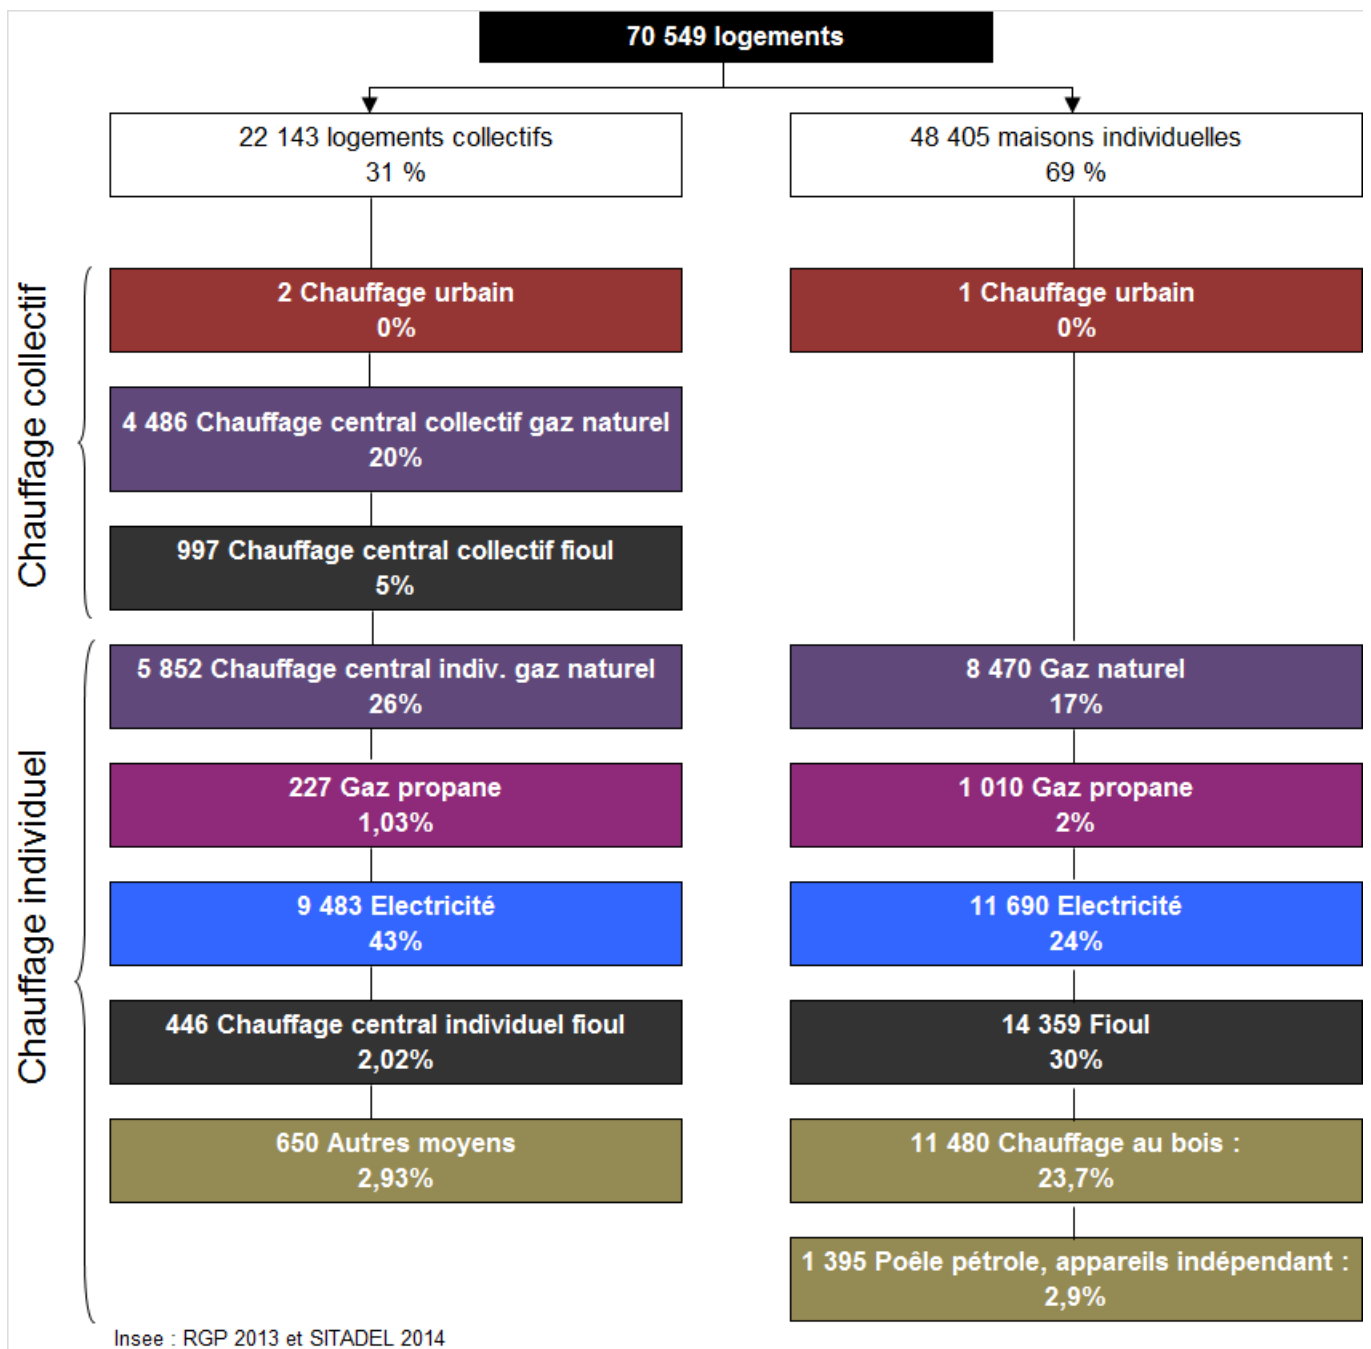 70 549 logements
22 143 logements collectifs
31 %
48 405 maisons individuelles
69 %
Chauffage collectif
2 Chauffage urbain
0%
1 Chauffage urbain
0%
4 486 Chauffage central collectif gaz naturel
20%
997 Chauffage central collectif fioul
5%
Chauffage individuel
5 852 Chauffage central indiv. gaz naturel
26%
8 470 Gaz naturel
17%
227 Gaz propane
1,03%
1 010 Gaz propane
2%
9 483 Electricité
43%
11 690 Electricité
24%
446 Chauffage central individuel fioul
2,02%
14 359 Fioul
30%
650 Autres moyens
2,93%
11 480 Chauffage au bois :
23,7%
1 395 Poêle pétrole, appareils indépendant :
2,9%
Insee : RGP 2013 et SITADEL 2014